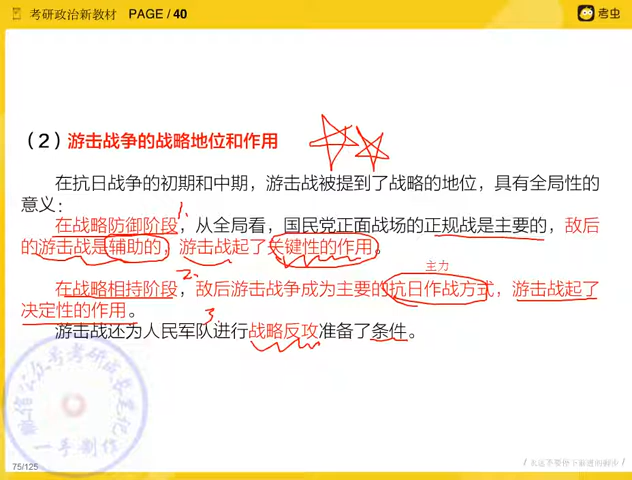 考研政治新教材 PAGE / 40
考虫
（2）游击战争的战略地位和作用
在抗日战争的初期和中期，游击战被提到了战略的地位，具有全局性的
意义：
1.
在战略防御阶段，从全局看，国民党正面战场的正规战是主要的，敌后
的游击战是辅助的，游击战起了关键性的作用。
2.
主力
在战略相持阶段，敌后游击战争成为主要的抗日作战方式，游击战起了
决定性的作用。
3.
游击战还为人民军队进行战略反攻准备了条件。
一手制作
75/125